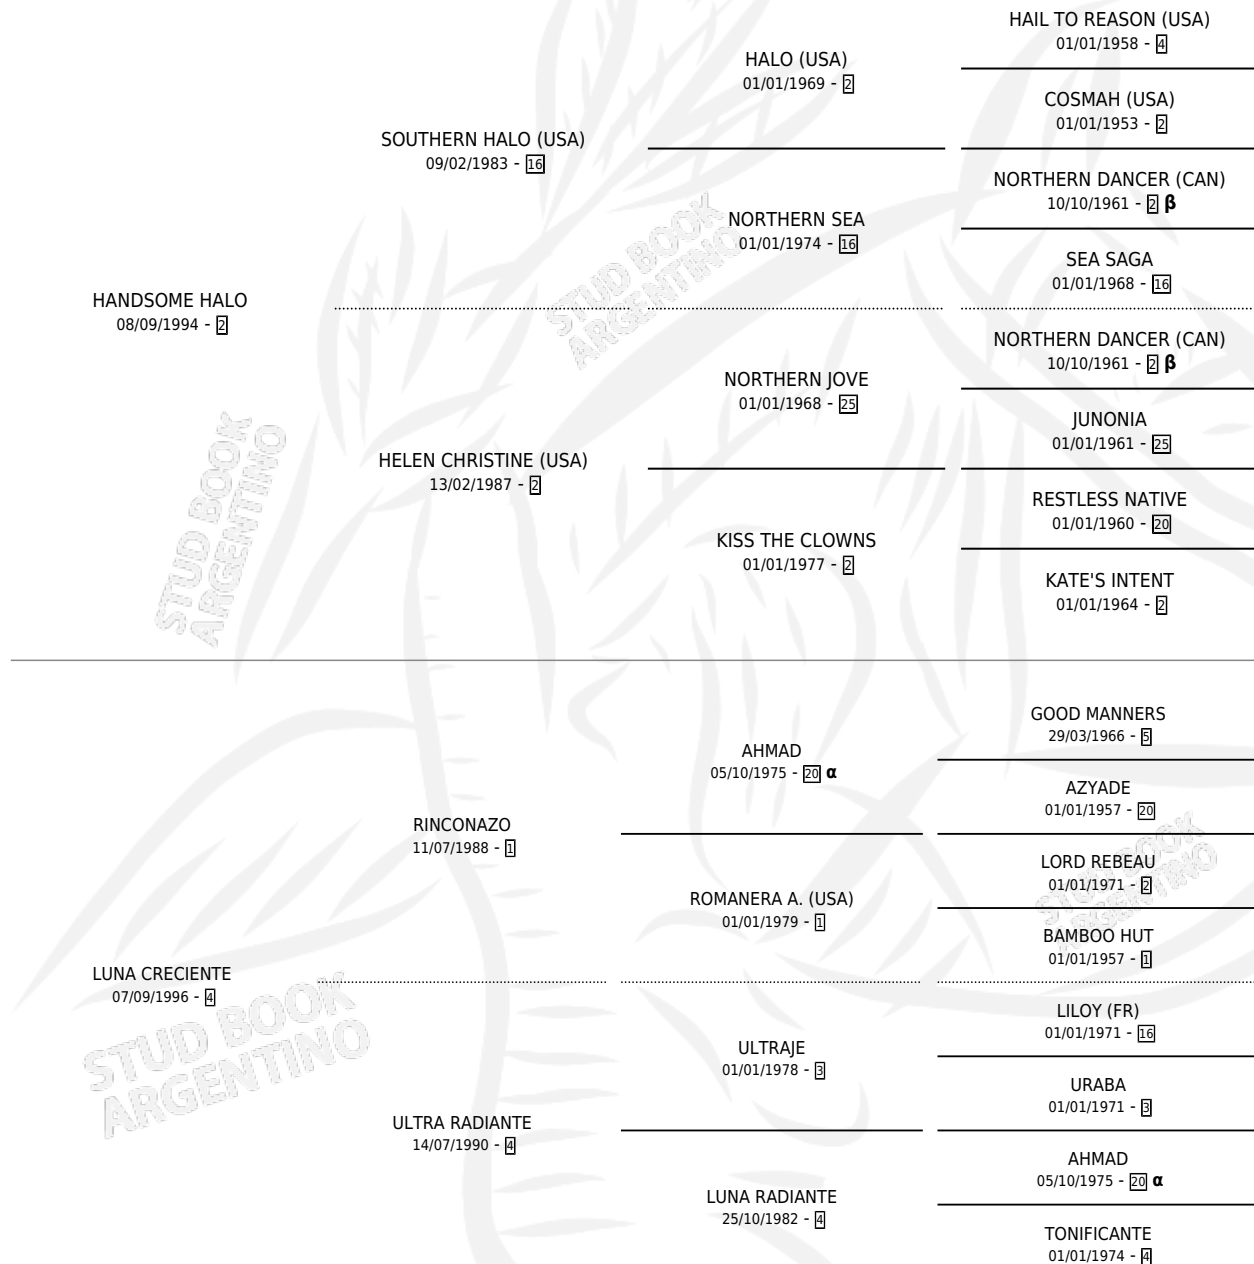 HAIL TO REASON (USA)
01/01/1958 - 4
HALO (USA)
01/01/1969 - 2
COSMAH (USA)
01/01/1953 - 2
SOUTHERN HALO (USA)
09/02/1983 - 16
NORTHERN DANCER (CAN)
10/10/1961 - 2 β
NORTHERN SEA
01/01/1974 - 16
SEA SAGA
01/01/1968 - 16
HANDSOME HALO
08/09/1994 - 2
NORTHERN DANCER (CAN)
10/10/1961 - 2 β
NORTHERN JOVE
01/01/1968 - 25
JUNONIA
01/01/1961 - 25
HELEN CHRISTINE (USA)
13/02/1987 - 2
RESTLESS NATIVE
01/01/1960 - 20
KISS THE CLOWNS
01/01/1977 - 2
KATE'S INTENT
01/01/1964 - 2
GOOD MANNERS
29/03/1966 - 5
AHMAD
05/10/1975 - 20 α
AZYADE
01/01/1957 - 20
RINCONAZO
11/07/1988 - 1
LORD REBEAU
01/01/1971 - 2
ROMANERA A. (USA)
01/01/1979 - 1
BAMBOO HUT
01/01/1957 - 1
LUNA CRECIENTE
07/09/1996 - 4
LILOY (FR)
01/01/1971 - 16
ULTRAJE
01/01/1978 - 3
URABA
01/01/1971 - 3
ULTRA RADIANTE
14/07/1990 - 4
AHMAD
05/10/1975 - 20 α
LUNA RADIANTE
25/10/1982 - 4
TONIFICANTE
01/01/1974 - 4
STUD BOOK
ARGENTINO
STUD BOOK
ARGENTINO
STUD BOOK
ARGENTINO
STUD BOOK
ARGENTINO